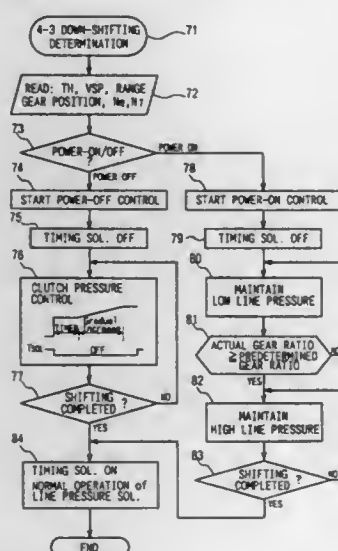 4-3 DOWN-SHIFTING
DETERMINATION
71
READ: TH, VSP, RANGE
GEAR POSITION, Ne, NT
72
73
POWER-ON/OFF
?
POWER ON
POWER OFF
74
START POWER-OFF CONTROL
78
START POWER-ON CONTROL
75
TIMING SOL. OFF
79
TIMING SOL. OFF
76
CLUTCH PRESSURE
CONTROL
TIMER
gradual
TSOL
OFF
80
MAINTAIN
LOW LINE PRESSURE
81
ACTUAL GEAR RATIO
≧PREDETERMINED
GEAR RATIO
YES
77
SHIFTING
COMPLETED ?
NO
YES
82
MAINTAIN
HIGH LINE PRESSURE
83
SHIFTING
COMPLETED ?
NO
YES
84
TIMING SOL. ON
NORMAL OPERATION of
LINE PRESSURE SOL.
END